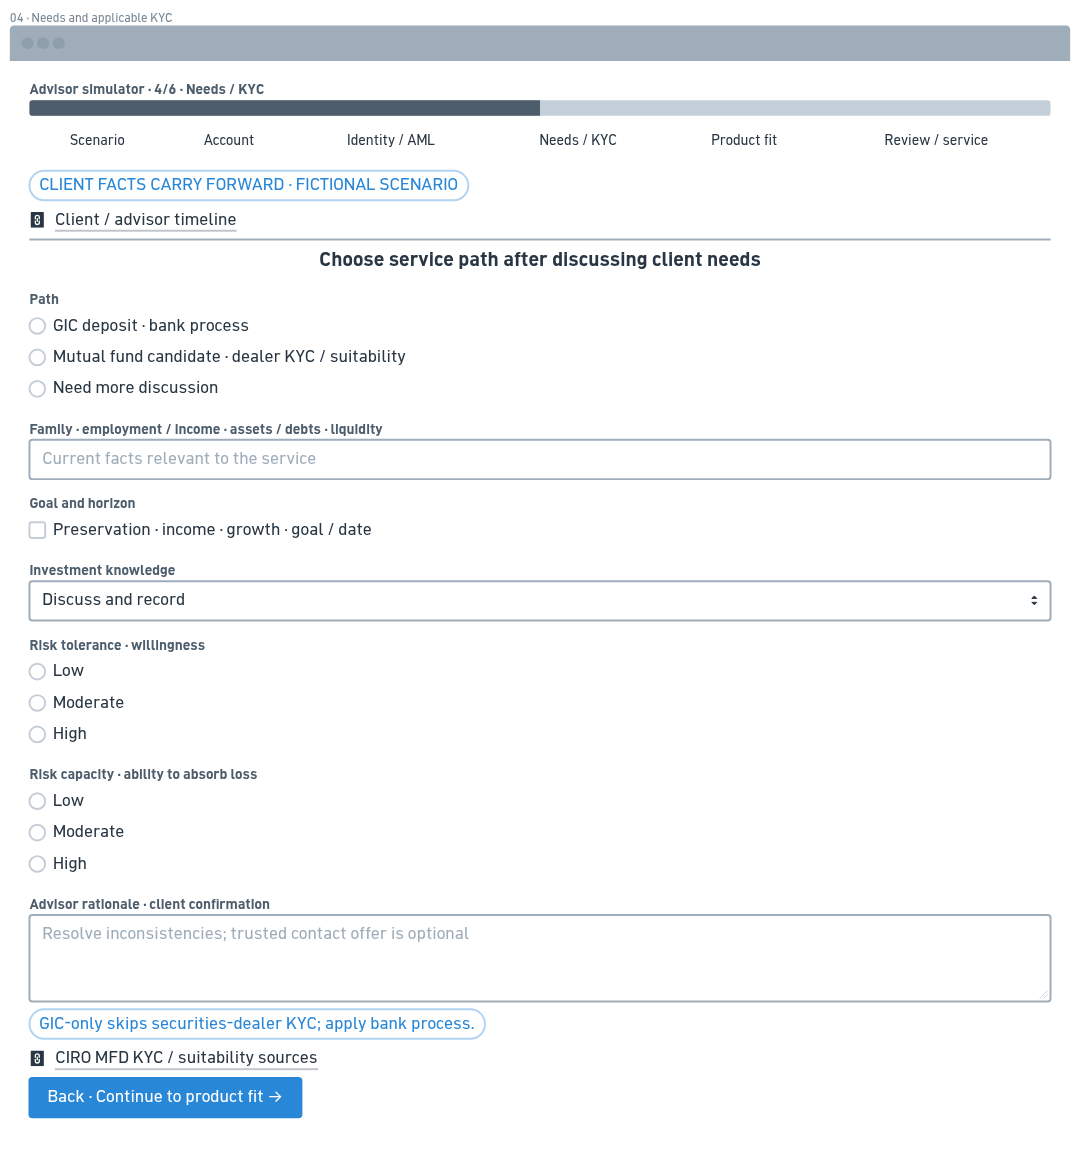 04 · Needs and applicable KYC
Advisor simulator · 4/6 · Needs / KYC
Scenario Account Identity / AML Needs / KYC Product fit Review / service
CLIENT FACTS CARRY FORWARD · FICTIONAL SCENARIO
Client / advisor timeline
Choose service path after discussing client needs
Path
GIC deposit · bank process
Mutual fund candidate · dealer KYC / suitability
Need more discussion
Family · employment / income · assets / debts · liquidity
Current facts relevant to the service
Goal and horizon
Preservation · income · growth · goal / date
Investment knowledge
Discuss and record
Risk tolerance · willingness
Low
Moderate
High
Risk capacity · ability to absorb loss
Low
Moderate
High
Advisor rationale · client confirmation
Resolve inconsistencies; trusted contact offer is optional
GIC-only skips securities-dealer KYC; apply bank process.
CIRO MFD KYC / suitability sources
Back · Continue to product fit →